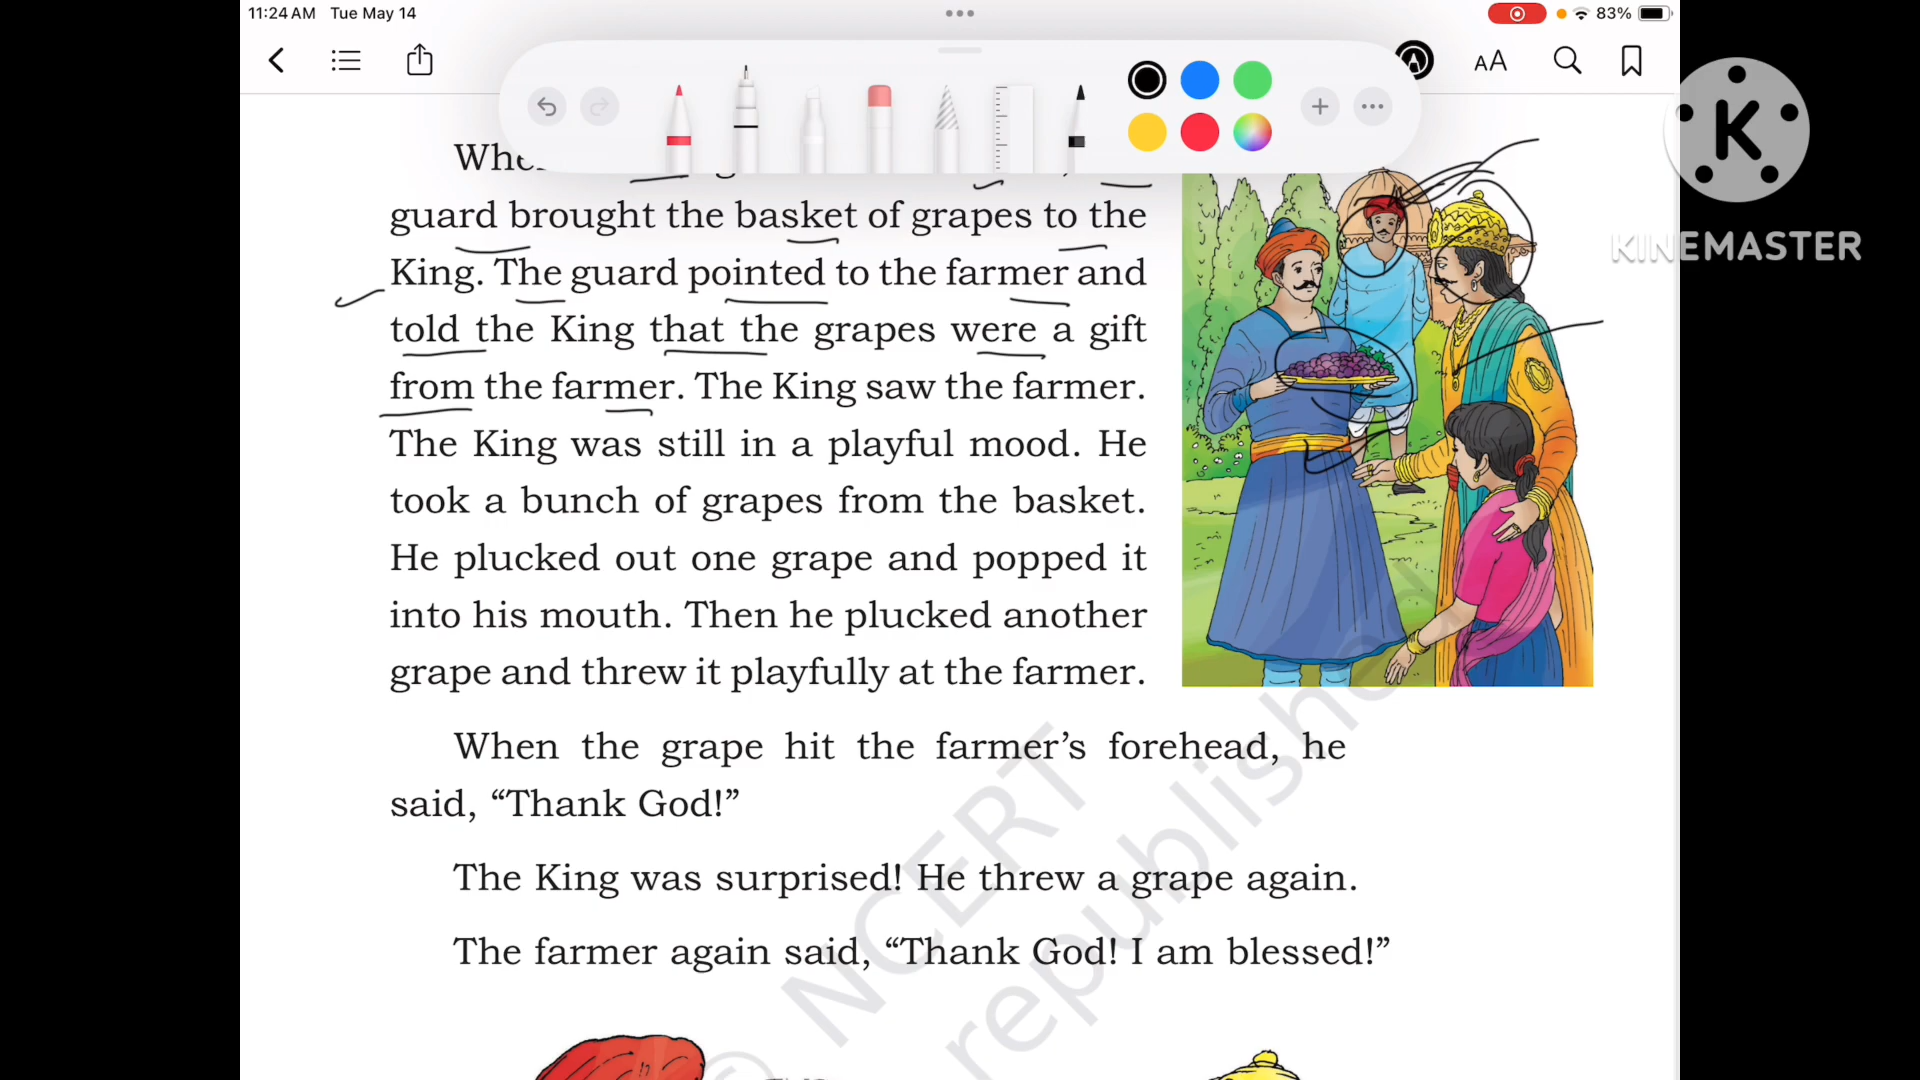 11:24 AM Tue May 14
83%
AA
K
KINEMASTER
guard brought the basket of grapes to the
King. The guard pointed to the farmer and
told the King that the grapes were a gift
from the farmer. The King saw the farmer.
The King was still in a playful mood. He
took a bunch of grapes from the basket.
He plucked out one grape and popped it
into his mouth. Then he plucked another
grape and threw it playfully at the farmer.
When the grape hit the farmer’s forehead, he
said, “Thank God!”
The King was surprised! He threw a grape again.
The farmer again said, “Thank God! I am blessed!”
© NCERT
republished